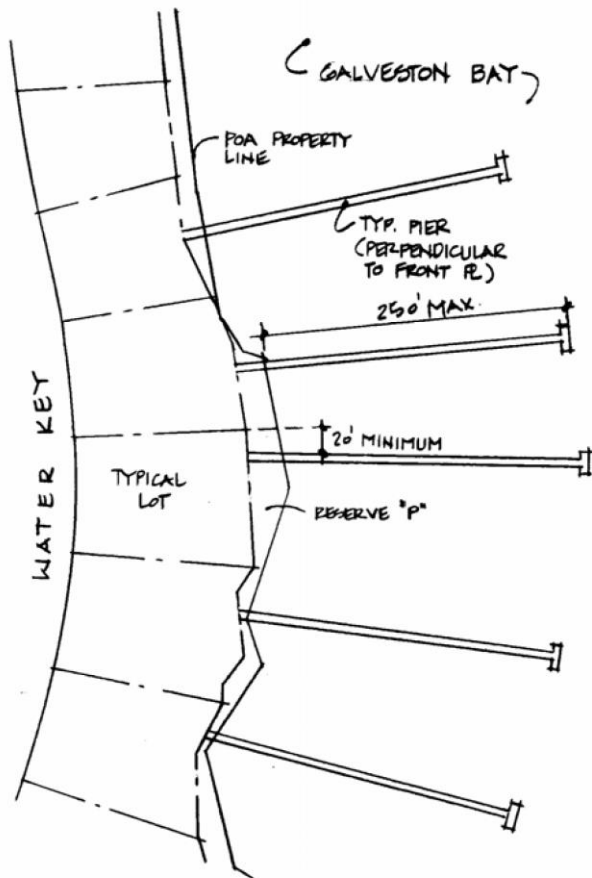 GALVESTON BAY
POA PROPERTY
LINE
TYP. PIER
(PERPENDICULAR
TO FRONT PL)
250' MAX.
20' MINIMUM
WATER KEY
TYPICAL
LOT
RESERVE "P"